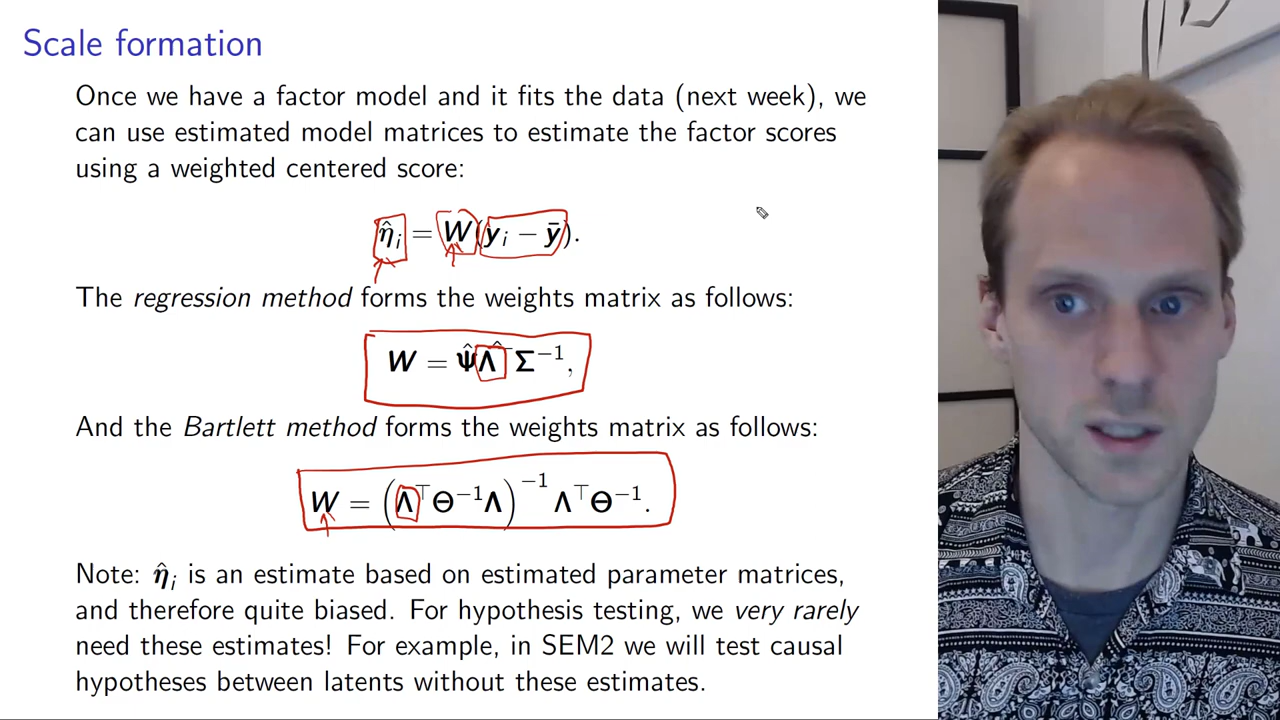 Scale formation
Once we have a factor model and it fits the data (next week), we
can use estimated model matrices to estimate the factor scores
using a weighted centered score:
η̂ᵢ = W(yᵢ − ȳ).
The regression method forms the weights matrix as follows:
W = Ψ̂Λ̂⊤Σ⁻¹,
And the Bartlett method forms the weights matrix as follows:
W = (Λ⊤Θ⁻¹Λ)⁻¹ Λ⊤Θ⁻¹.
Note: η̂ᵢ is an estimate based on estimated parameter matrices,
and therefore quite biased. For hypothesis testing, we very rarely
need these estimates! For example, in SEM2 we will test causal
hypotheses between latents without these estimates.